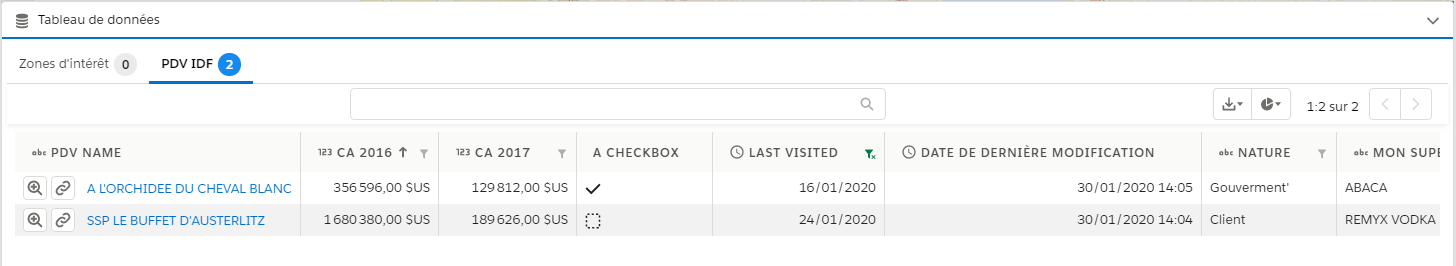 Tableau de données
Zones d'intérêt 0 PDV IDF 2
1:2 sur 2
abc PDV NAME 123 CA 2016 123 CA 2017 A CHECKBOX LAST VISITED DATE DE DERNIÈRE MODIFICATION abc NATURE abc MON SUPE
A L'ORCHIDEE DU CHEVAL BLANC 356 596,00 $US 129 812,00 $US 16/01/2020 30/01/2020 14:05 Gouverment' ABACA
SSP LE BUFFET D'AUSTERLITZ 1 680 380,00 $US 189 626,00 $US 24/01/2020 30/01/2020 14:04 Client REMYX VODKA